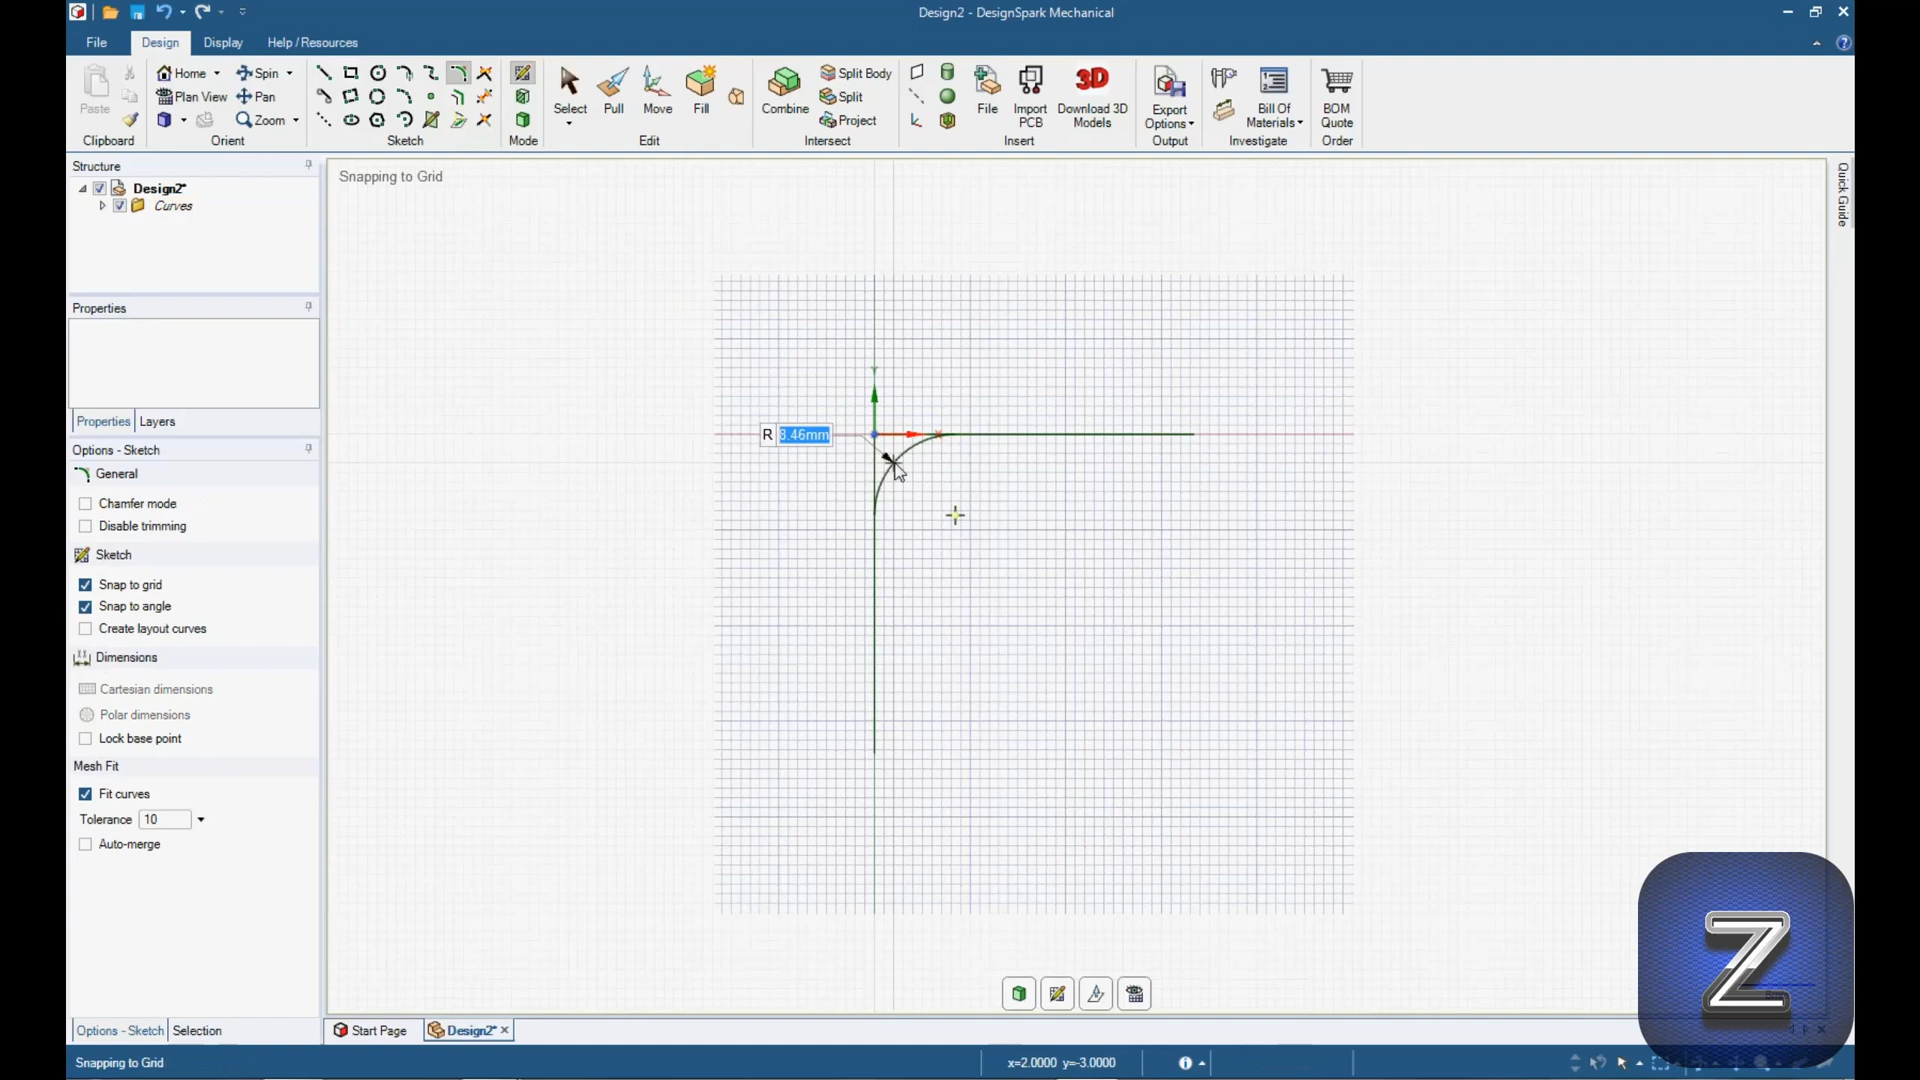 Design2 - DesignSpark Mechanical
File
Design
Display
Help / Resources
Paste
Clipboard
Home
Plan View
Spin
Pan
Zoom
Orient
Sketch
Mode
Select
Pull
Move
Fill
Edit
Combine
Split Body
Split
Project
Intersect
File
Import PCB
3D
Download 3D Models
Insert
Export Options
Output
Bill Of Materials
Investigate
BOM Quote
Order
Structure
Design2*
Curves
Properties
Properties
Layers
Options - Sketch
General
Chamfer mode
Disable trimming
Sketch
Snap to grid
Snap to angle
Create layout curves
Dimensions
Cartesian dimensions
Polar dimensions
Lock base point
Mesh Fit
Fit curves
Tolerance 10
Auto-merge
Options - Sketch
Selection
Snapping to Grid
Y
R 8.46mm
Quick Guide
Start Page
Design2*
Z
Snapping to Grid
x=2.0000 y=-3.0000